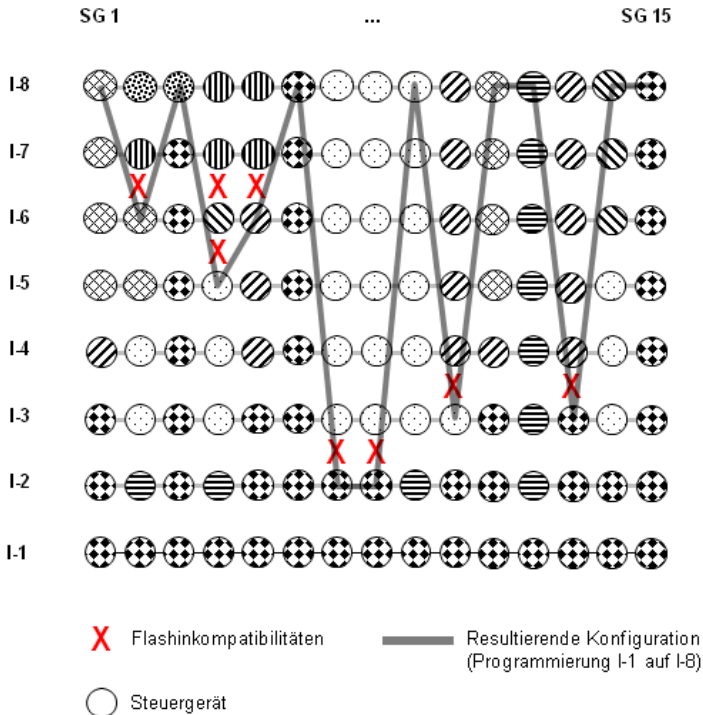 SG 1 ... SG 15
I-8
I-7
X X X
I-6
X
I-5
I-4
X X
I-3
X X
I-2
I-1
X Flashinkompatibilitäten
Resultierende Konfiguration
(Programmierung I-1 auf I-8)
Steuergerät